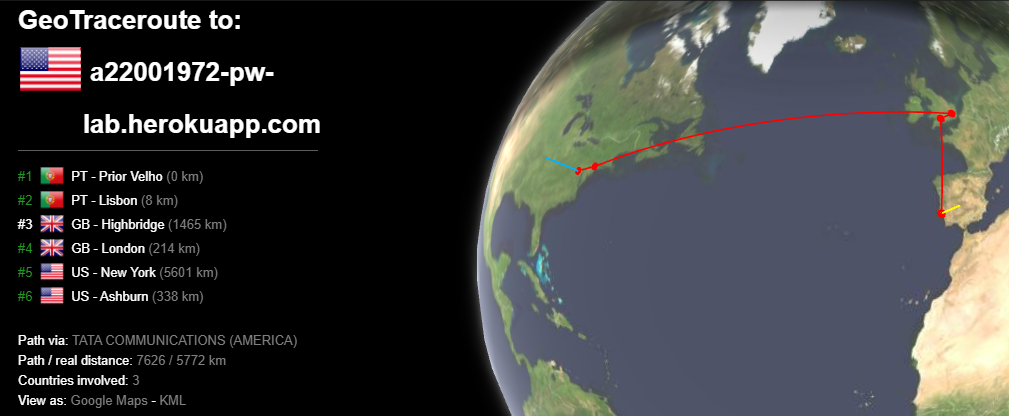 GeoTraceroute to:
a22001972-pw-
lab.herokuapp.com
#1 PT - Prior Velho (0 km)
#2 PT - Lisbon (8 km)
#3 GB - Highbridge (1465 km)
#4 GB - London (214 km)
#5 US - New York (5601 km)
#6 US - Ashburn (338 km)
Path via: TATA COMMUNICATIONS (AMERICA)
Path / real distance: 7626 / 5772 km
Countries involved: 3
View as: Google Maps - KML